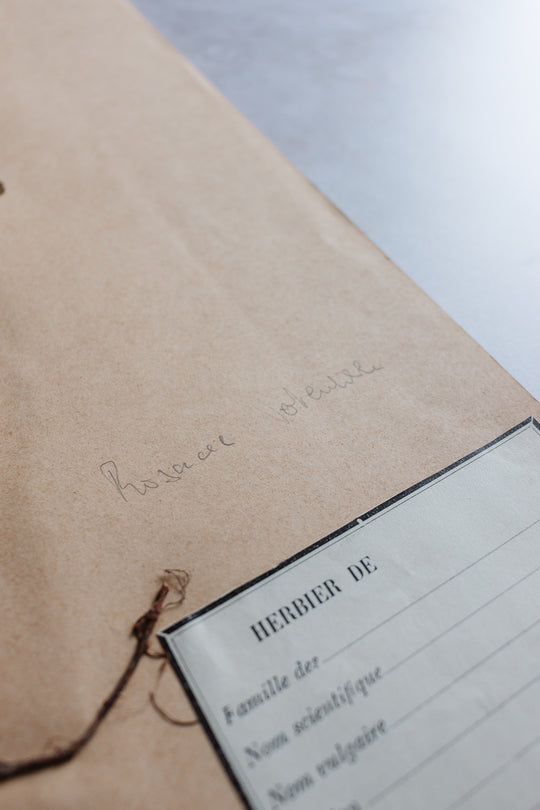 Rosacee Potentille
HERBIER DE
Famille des
Nom scientifique
Nom vulgaire